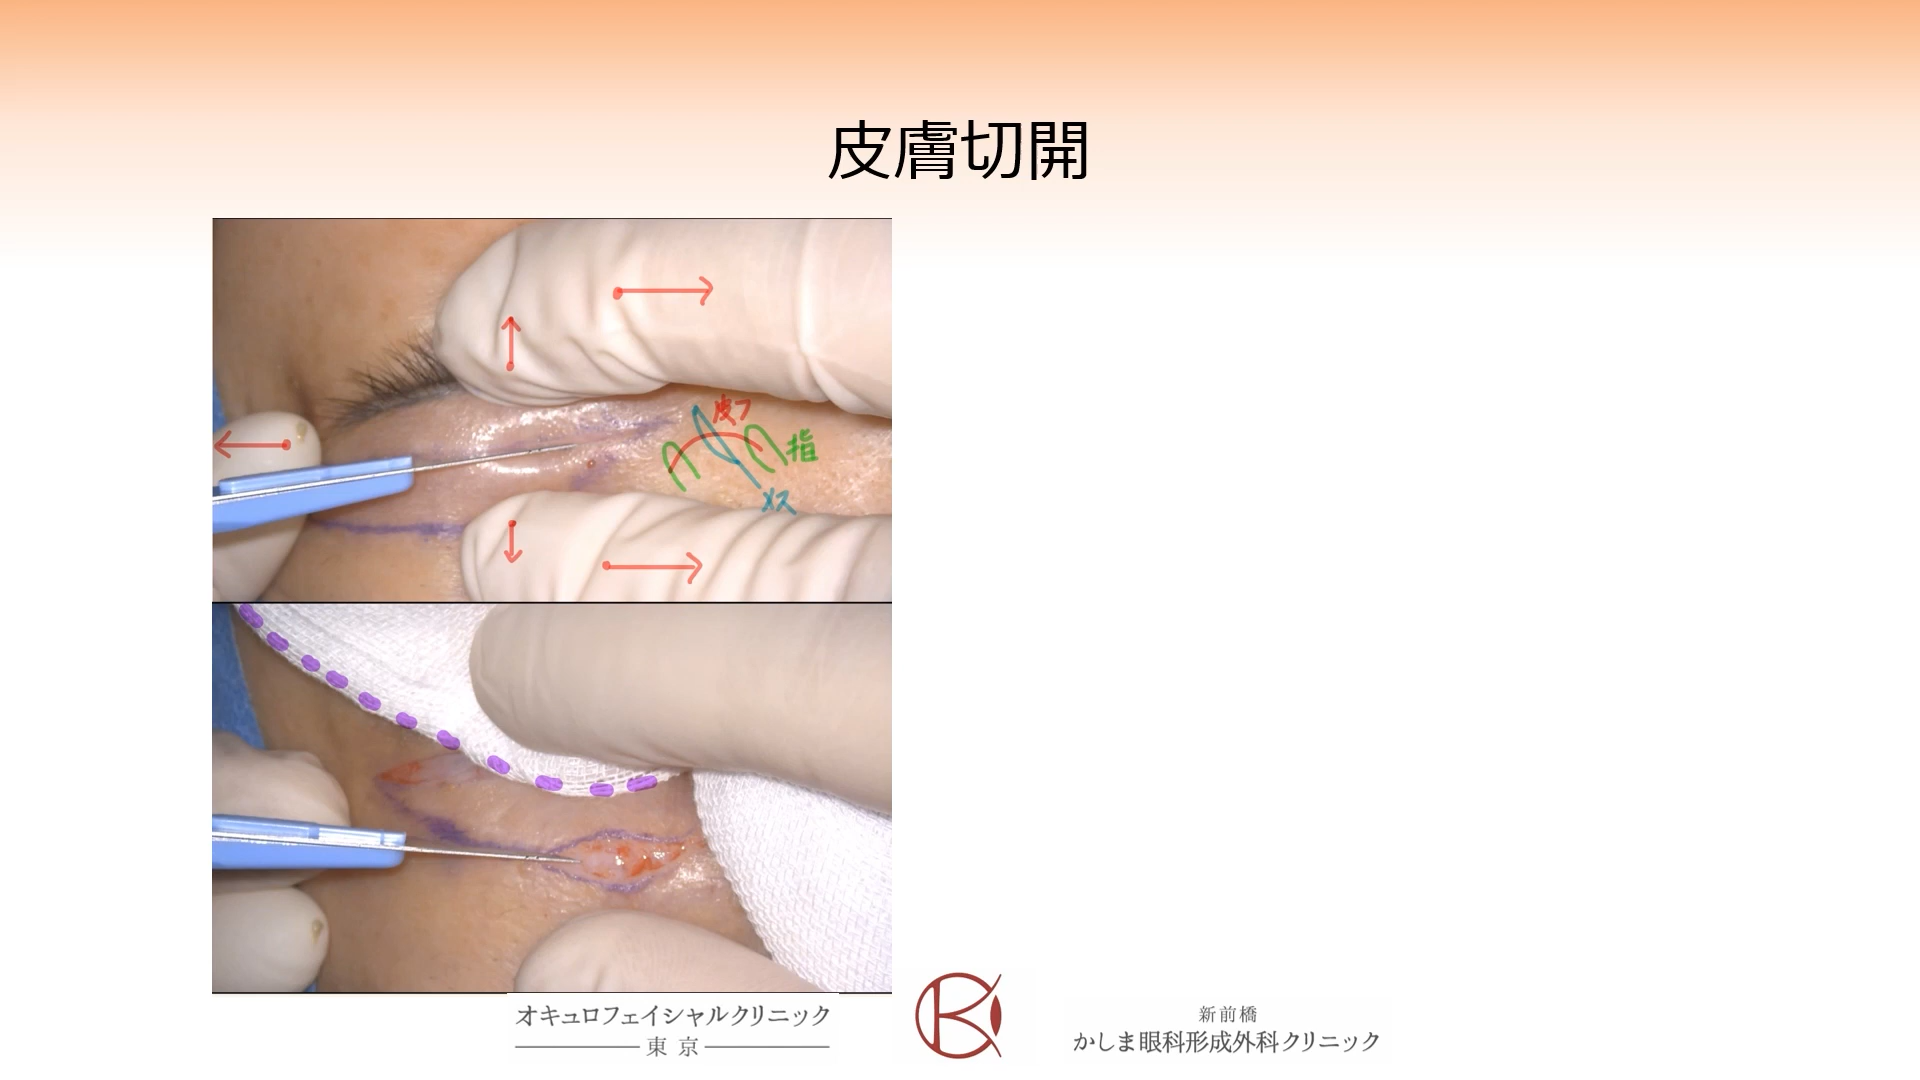 皮膚切開
皮フ
指
メス
オキュロフェイシャルクリニック
東京
新前橋
かしま眼科形成外科クリニック